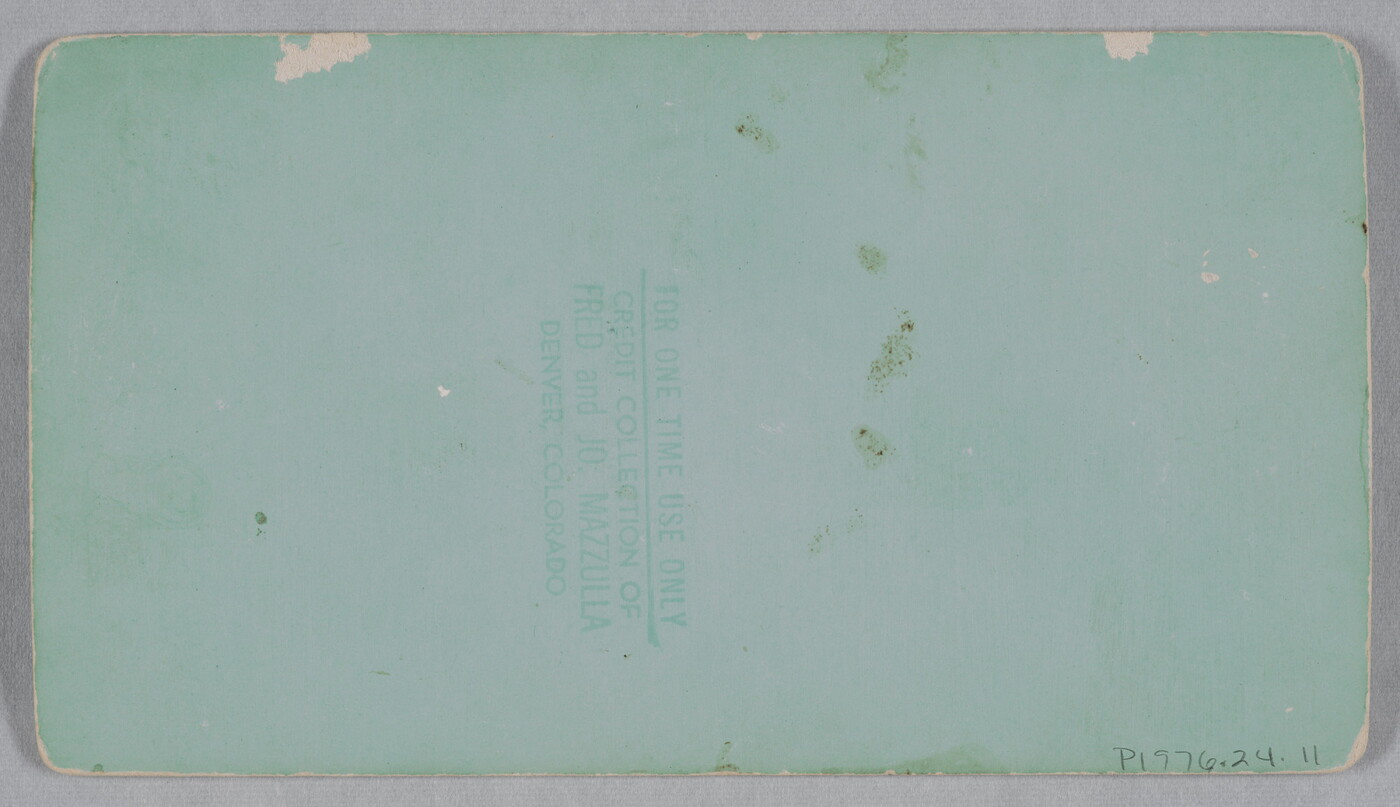 FOR ONE TIME USE ONLY
CREDIT COLLECTION OF
FRED and JO MAZZULLA
DENVER, COLORADO
P1976.24.11